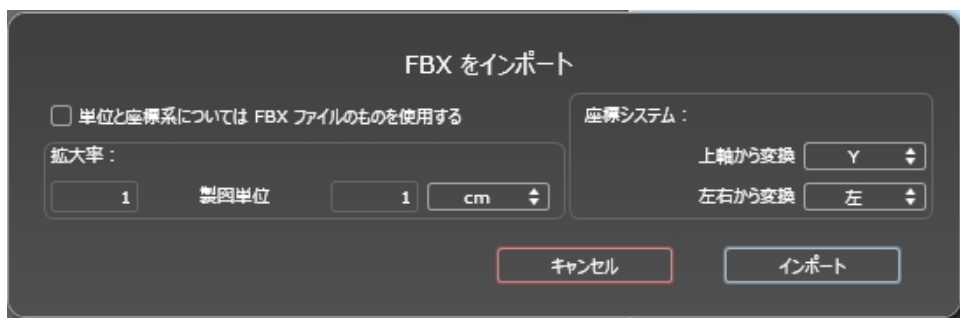 FBX をインポート
単位と座標系については FBX ファイルのものを使用する
座標システム：
拡大率：
上軸から変換 Y
1 製図単位 1 cm
左右から変換 左
キャンセル インポート